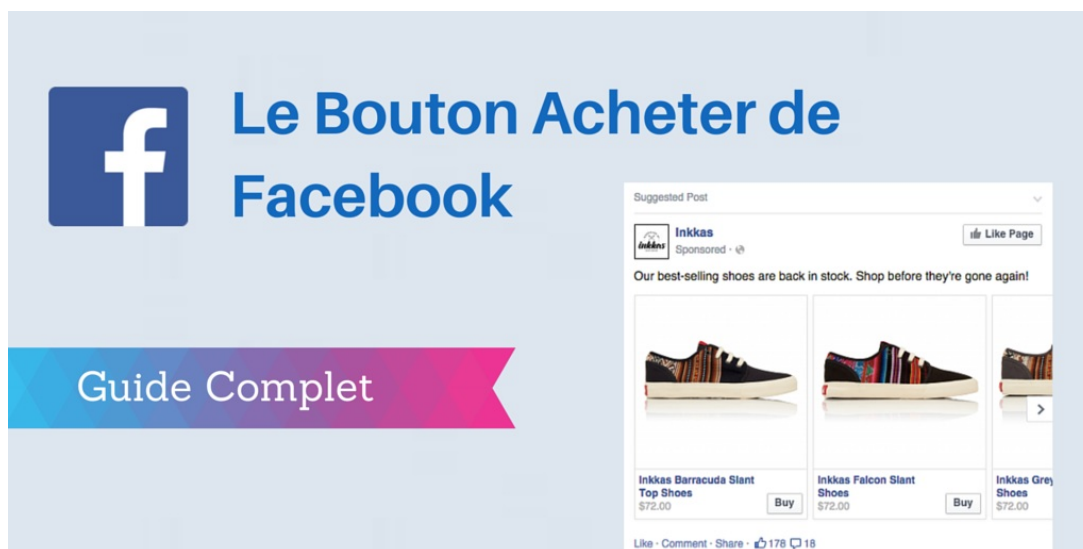 Le Bouton Acheter de
Facebook
Guide Complet
Suggested Post
inkkas
Inkkas
Like Page
Sponsored ·
Our best-selling shoes are back in stock. Shop before they're gone again!
Inkkas Barracuda Slant
Top Shoes
$72.00
Buy
Inkkas Falcon Slant
Shoes
$72.00
Buy
Inkkas Grey
Shoes
$72.00
Like · Comment · Share · 178 18